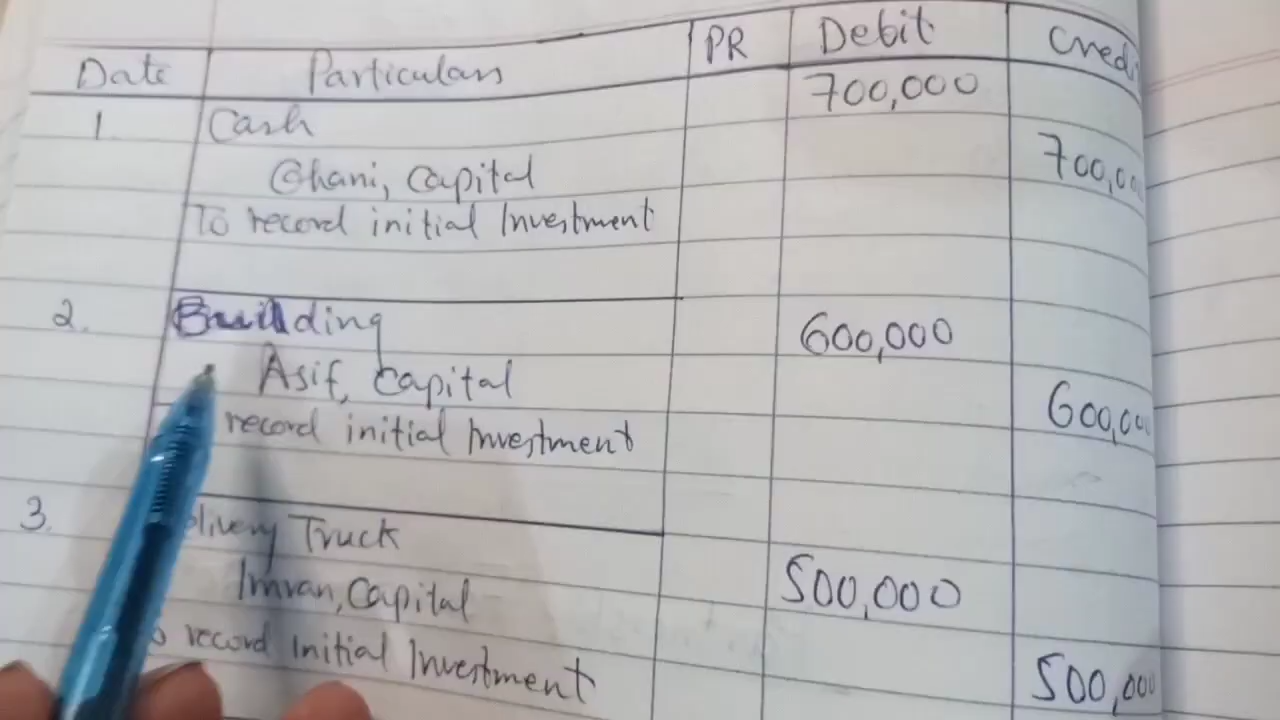 Date Particulars PR Debit Credi
1. Cash 700,000
Ghani, Capital 700,00
To record initial Investment
2. Building 600,000
Asif, Capital 600,00
record initial Investment
3. livery Truck 500,000
Imran, Capital
record Initial Investment 500,000